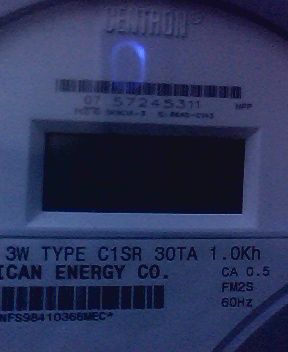 CENTRON®
07 57245311
3W TYPE C1SR 30TA 1.0Kh
ICAN ENERGY CO.
CA 0.5
FM2S
60Hz
NFS98410366MEC*